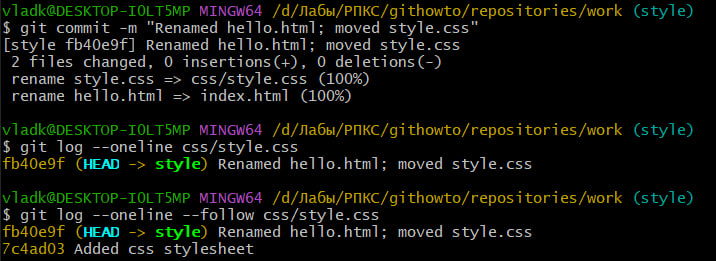 vladk@DESKTOP-IOLT5MP MINGW64 /d/Лабы/РПКС/githowto/repositories/work (style)
$ git commit -m "Renamed hello.html; moved style.css"
[style fb40e9f] Renamed hello.html; moved style.css
 2 files changed, 0 insertions(+), 0 deletions(-)
 rename style.css => css/style.css (100%)
 rename hello.html => index.html (100%)
vladk@DESKTOP-IOLT5MP MINGW64 /d/Лабы/РПКС/githowto/repositories/work (style)
$ git log --oneline css/style.css
fb40e9f (HEAD -> style) Renamed hello.html; moved style.css
vladk@DESKTOP-IOLT5MP MINGW64 /d/Лабы/РПКС/githowto/repositories/work (style)
$ git log --oneline --follow css/style.css
fb40e9f (HEAD -> style) Renamed hello.html; moved style.css
7c4ad03 Added css stylesheet